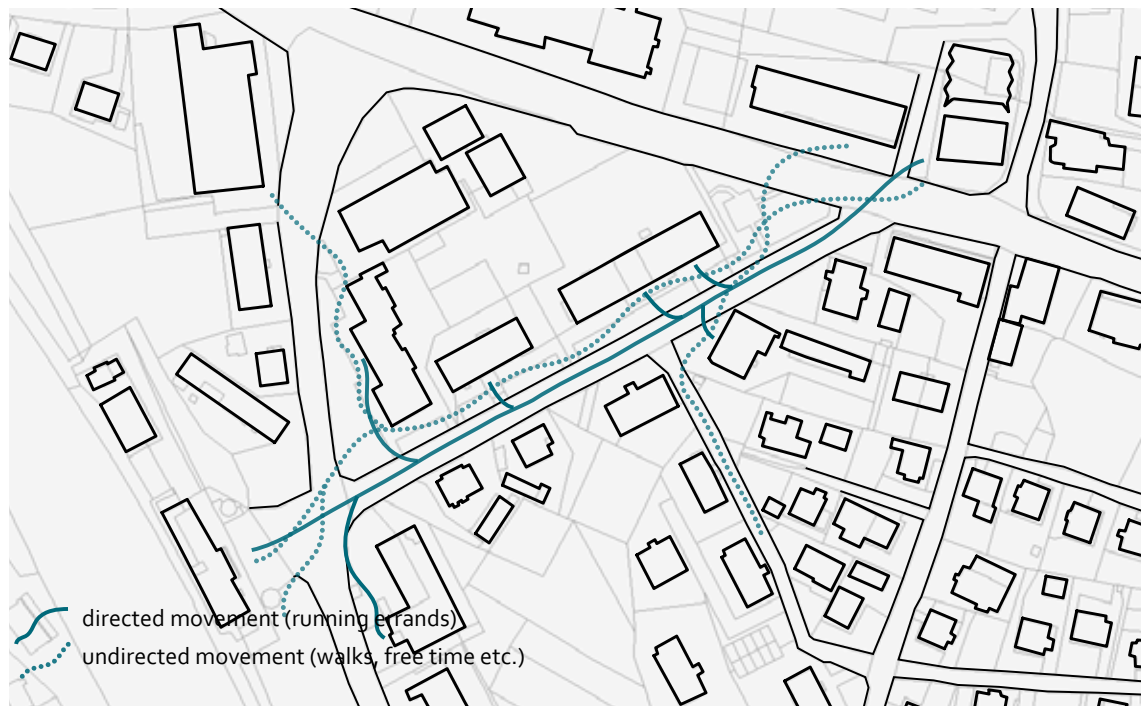 directed movement (running errands)
undirected movement (walks, free time etc.)